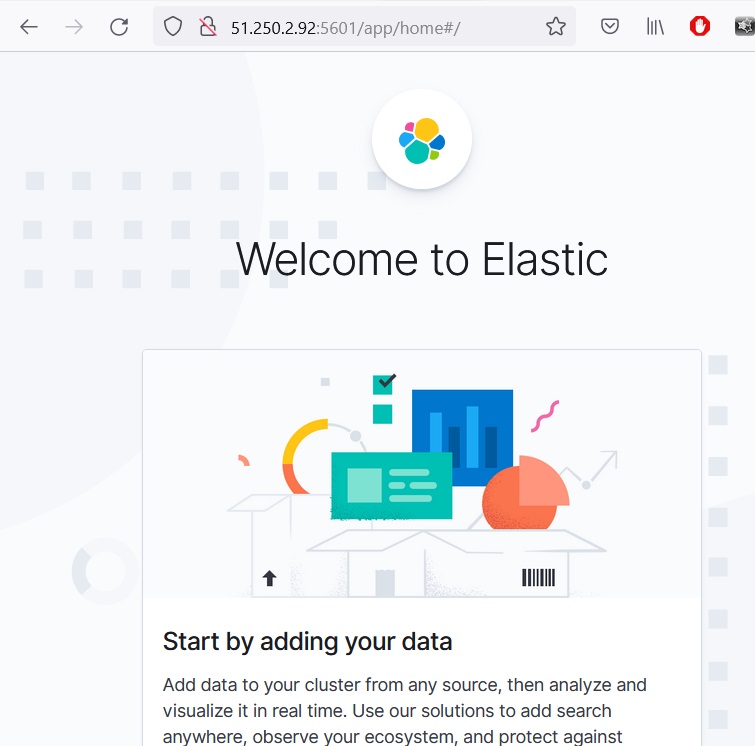 51.250.2.92:5601/app/home#/
Welcome to Elastic
Start by adding your data
Add data to your cluster from any source, then analyze and
visualize it in real time. Use our solutions to add search
anywhere, observe your ecosystem, and protect against